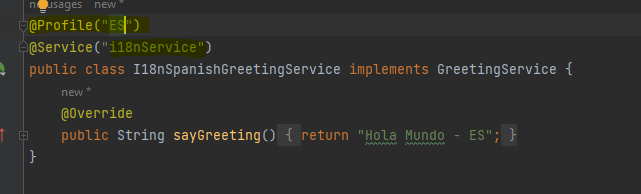 no usages   new *
@Profile("ES")
@Service("i18nService")
public class I18nSpanishGreetingService implements GreetingService {
new *
@Override
public String sayGreeting() { return "Hola Mundo - ES"; }
}